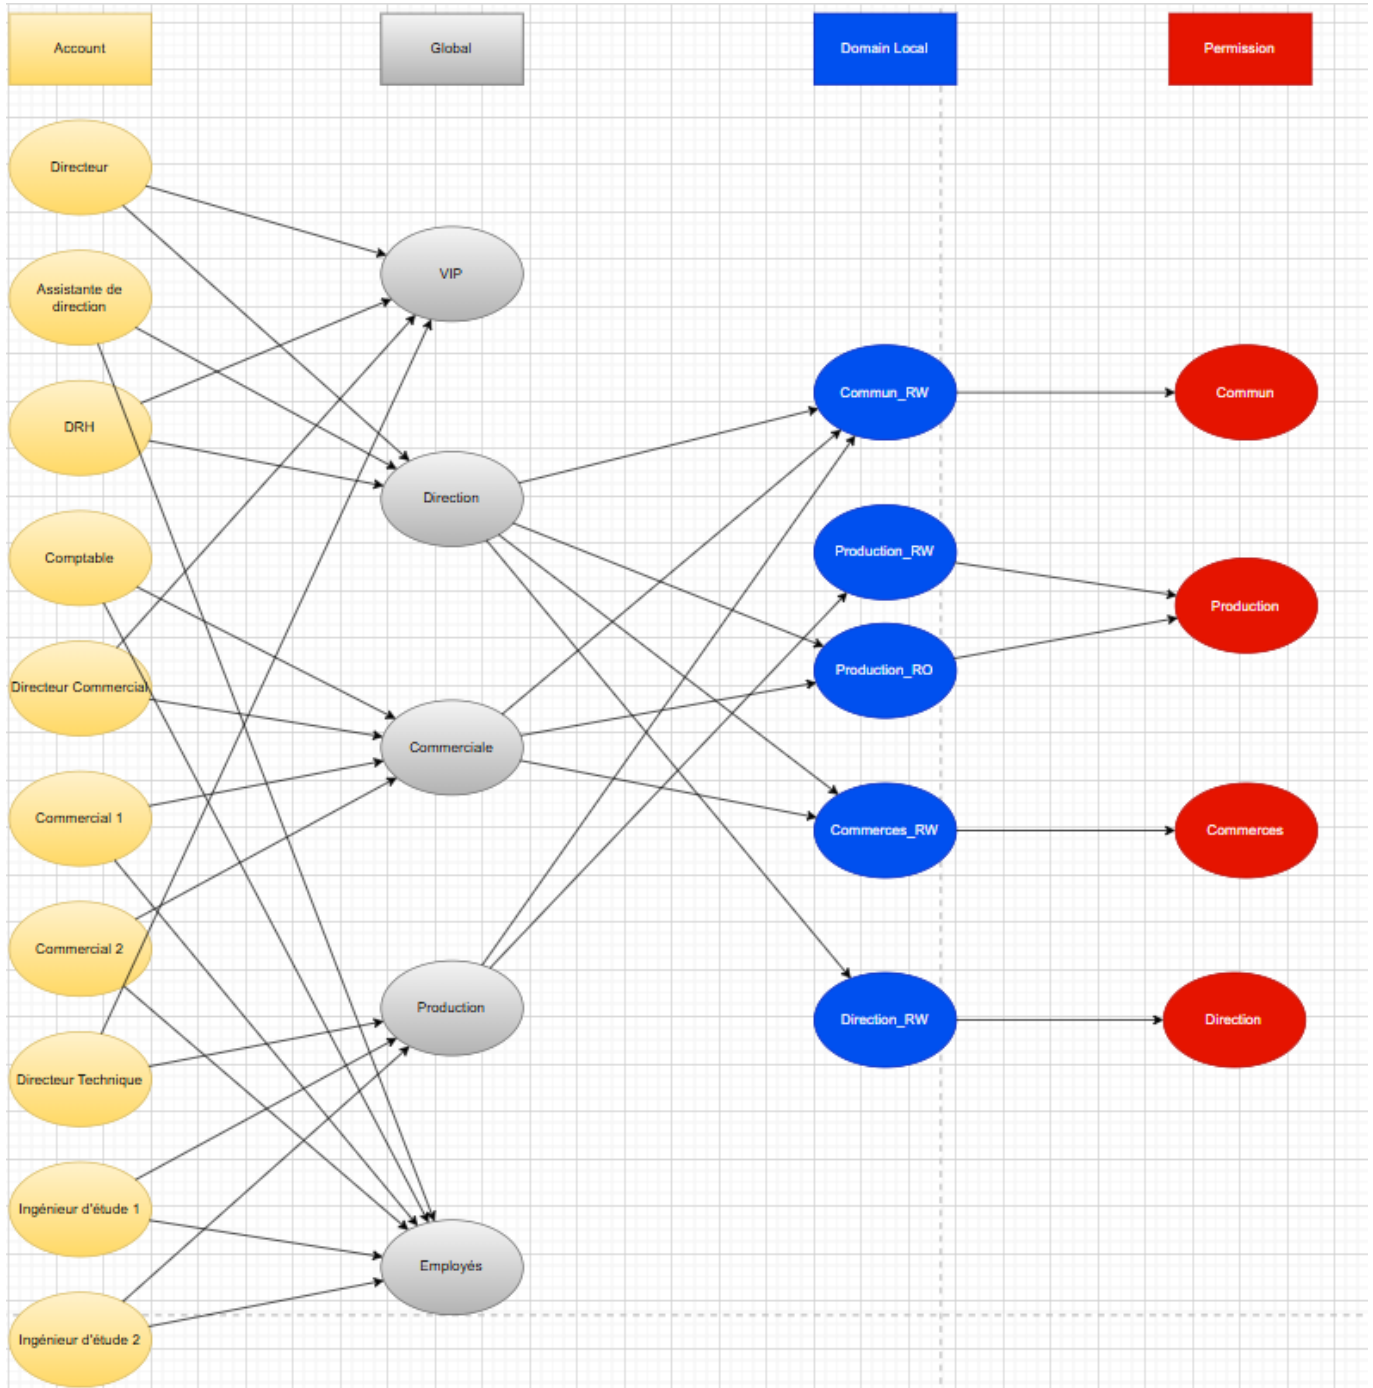 Account
Global
Domain Local
Permission
Directeur
Assistante de
direction
DRH
Comptable
Directeur Commercial
Commercial 1
Commercial 2
Directeur Technique
Ingénieur d'étude 1
Ingénieur d'étude 2
VIP
Direction
Commerciale
Production
Employés
Commun_RW
Production_RW
Production_RO
Commerces_RW
Direction_RW
Commun
Production
Commerces
Direction